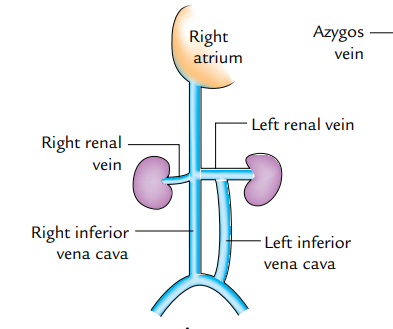 Right
atrium
Azygos
vein
Left renal vein
Right renal
vein
Right inferior
vena cava
Left inferior
vena cava